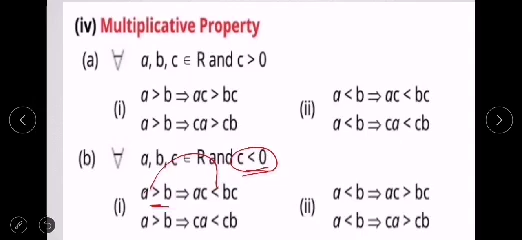 (iv) Multiplicative Property
(a) ∀ a, b, c ∈ R and c > 0
(i) a > b ⇒ ac > bc (ii) a < b ⇒ ac < bc
a > b ⇒ ca > cb a < b ⇒ ca < cb
(b) ∀ a, b, c ∈ R and c < 0
(i) a > b ⇒ ac < bc (ii) a < b ⇒ ac > bc
a > b ⇒ ca < cb a < b ⇒ ca > cb